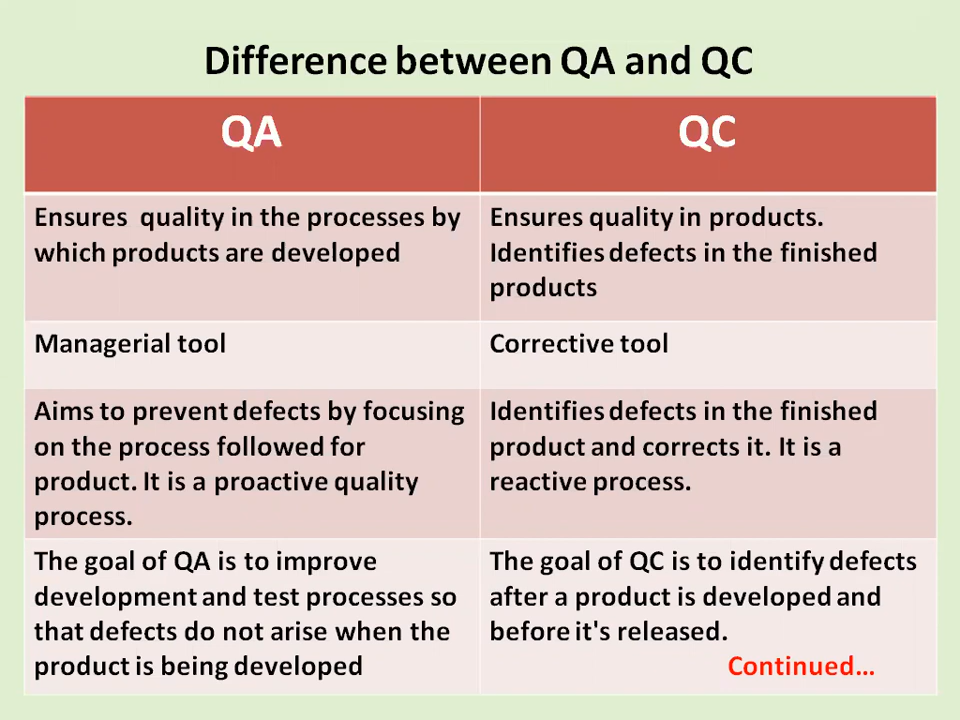 Difference between QA and QC
QA
QC
Ensures quality in the processes by
which products are developed
Ensures quality in products.
Identifies defects in the finished
products
Managerial tool
Corrective tool
Aims to prevent defects by focusing
on the process followed for
product. It is a proactive quality
process.
Identifies defects in the finished
product and corrects it. It is a
reactive process.
The goal of QA is to improve
development and test processes so
that defects do not arise when the
product is being developed
The goal of QC is to identify defects
after a product is developed and
before it's released.
Continued...